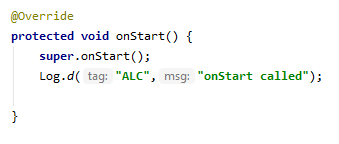 @Override
protected void onStart() {
super.onStart();
Log.d( tag: "ALC", msg: "onStart called");
}